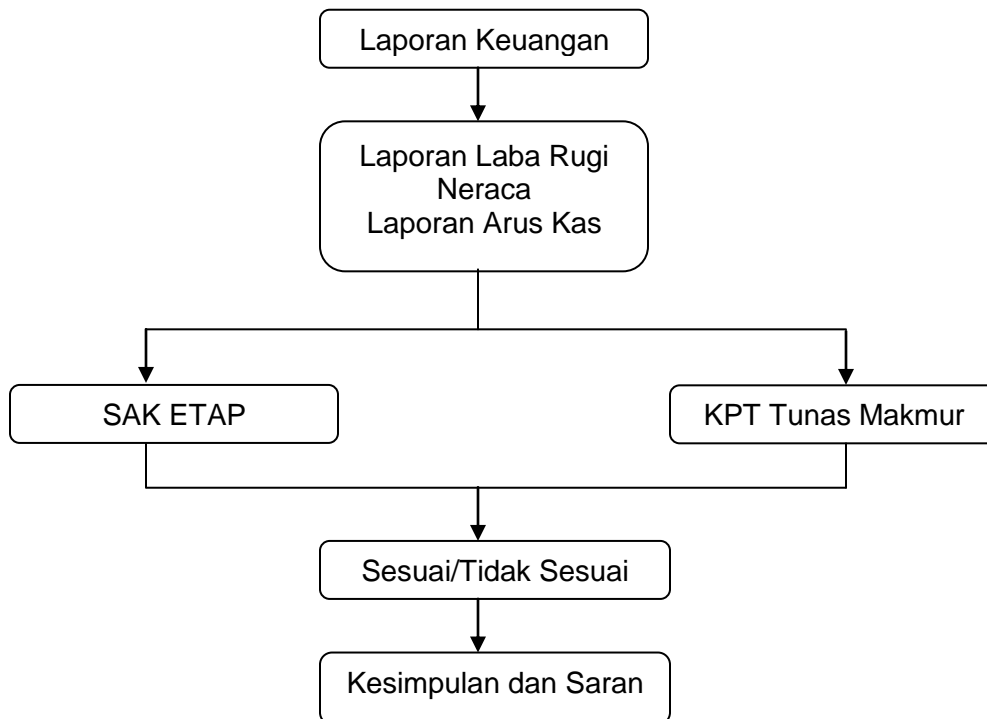 Laporan Keuangan
Laporan Laba Rugi
Neraca
Laporan Arus Kas
SAK ETAP
KPT Tunas Makmur
Sesuai/Tidak Sesuai
Kesimpulan dan Saran